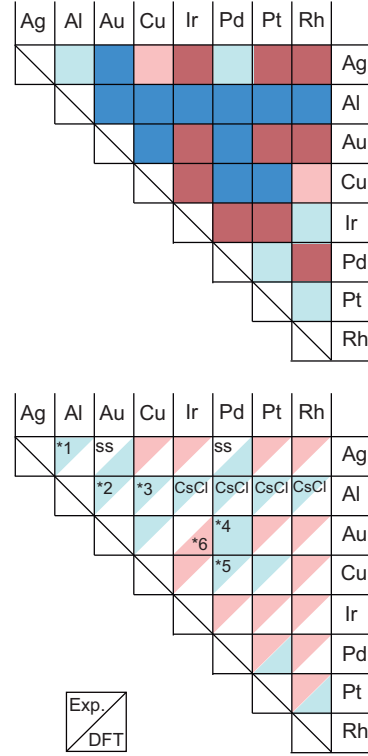 Ag Al Au Cu Ir Pd Pt Rh
Ag
Al
Au
Cu
Ir
Pd
Pt
Rh
Ag Al Au Cu Ir Pd Pt Rh
*1 ss ss Ag
*2 *3 CsCl CsCl CsCl CsCl Al
*6 *4 Au
*5 Cu
Ir
Pd
Pt
Rh
Exp.
DFT